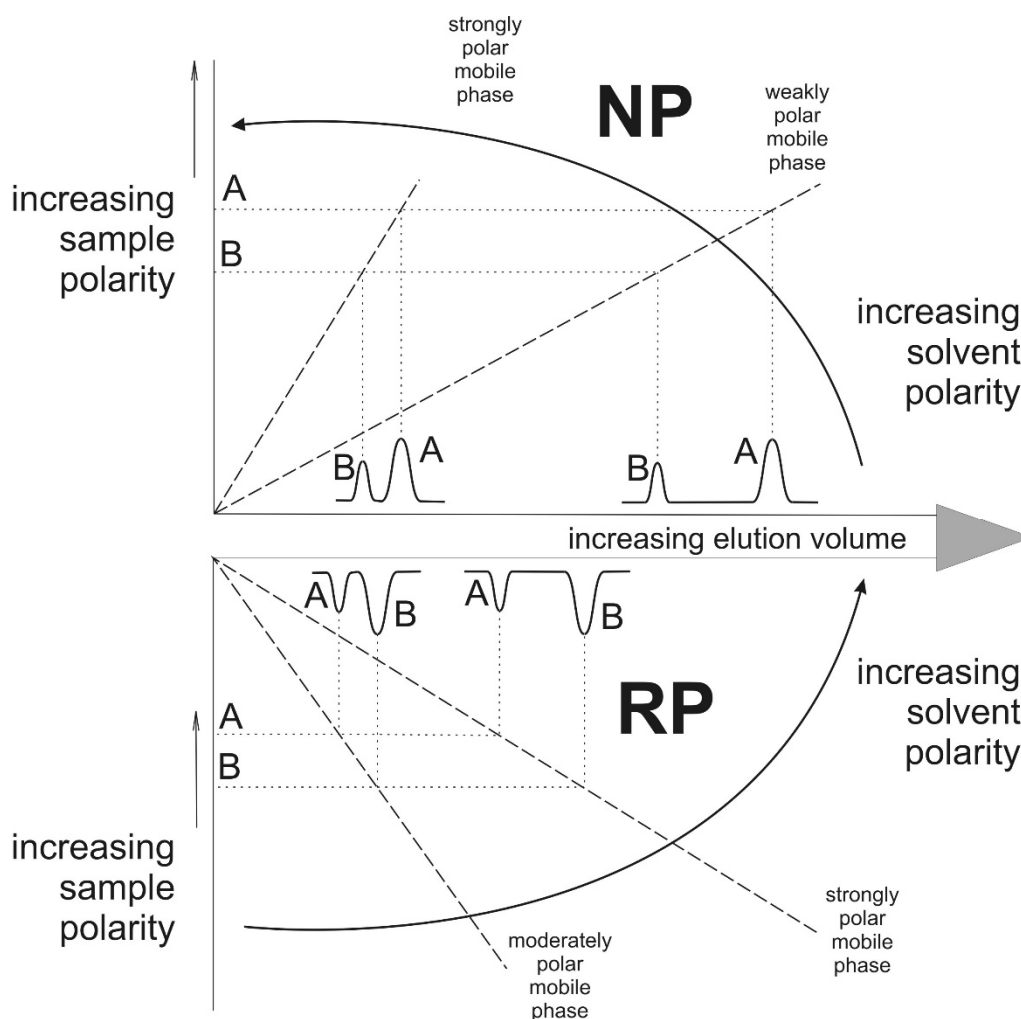 strongly
polar
mobile
phase
NP
weakly
polar
mobile
phase
increasing
sample
polarity
A
B
increasing
solvent
polarity
B
A
B
A
increasing elution volume
A
B
A
B
RP
increasing
solvent
polarity
A
B
increasing
sample
polarity
moderately
polar
mobile
phase
strongly
polar
mobile
phase